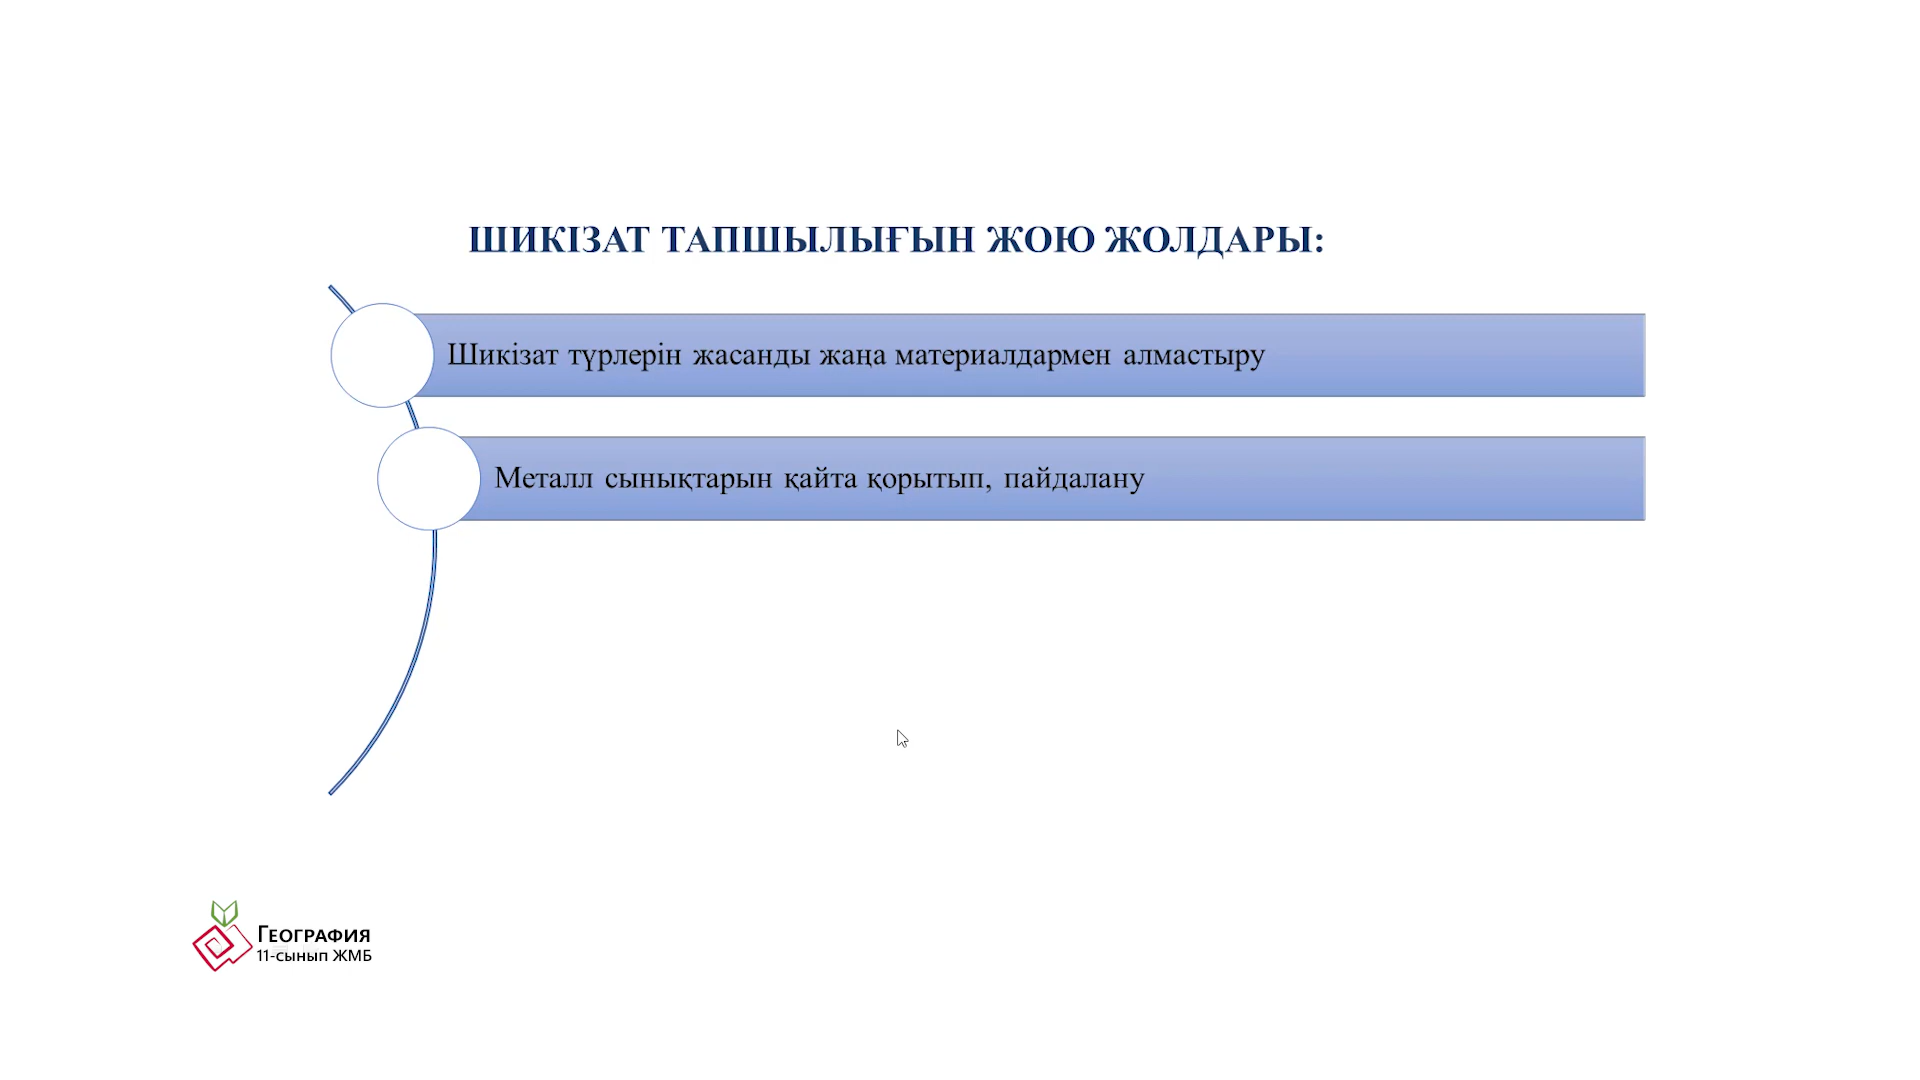 ШИКІЗАТ ТАПШЫЛЫҒЫН ЖОЮ ЖОЛДАРЫ:
Шикізат түрлерін жасанды жаңа материалдармен алмастыру
Металл сынықтарын қайта қорытып, пайдалану
География
11-сынып ЖМБ